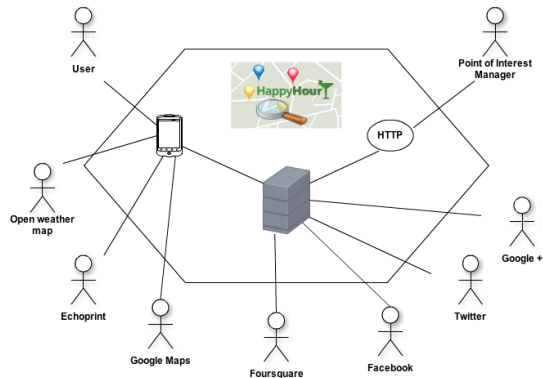 User
Point of Interest
Manager
HappyHour
HTTP
Open weather
map
Google +
Echoprint
Twitter
Google Maps
Facebook
Foursquare